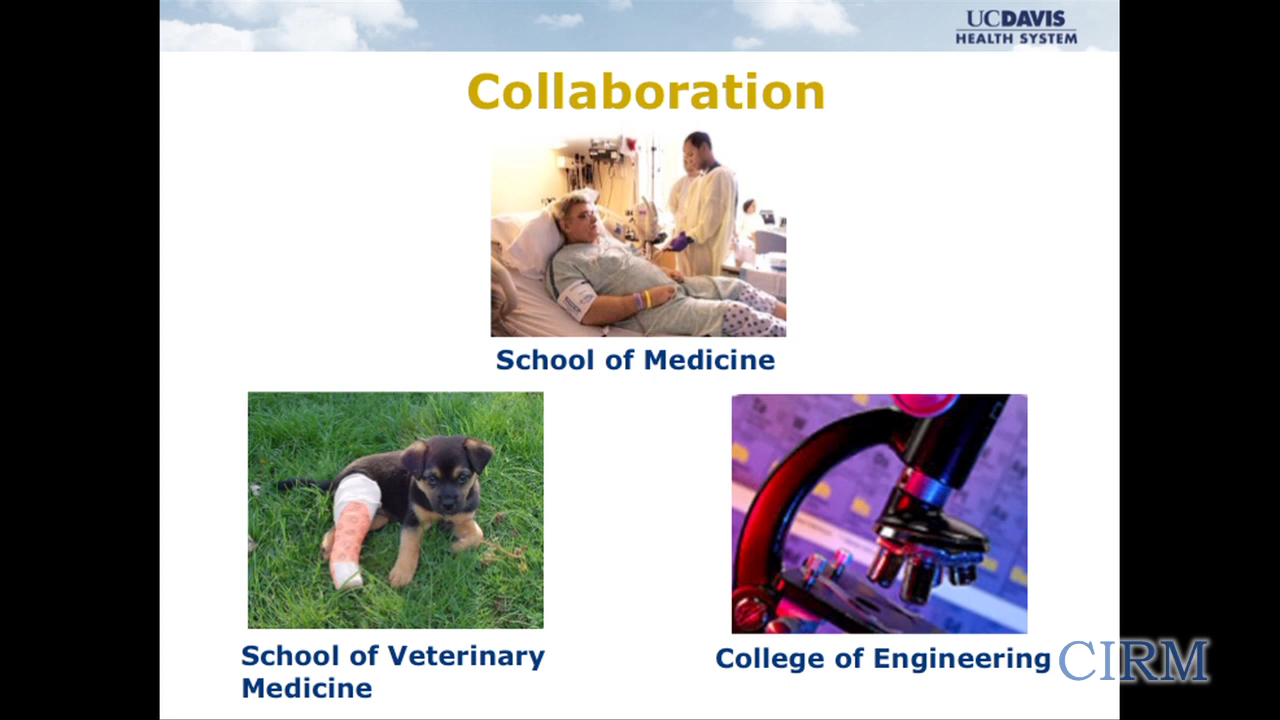 UCDAVIS
HEALTH SYSTEM
Collaboration
School of Medicine
School of Veterinary
Medicine
College of Engineering
CIRM